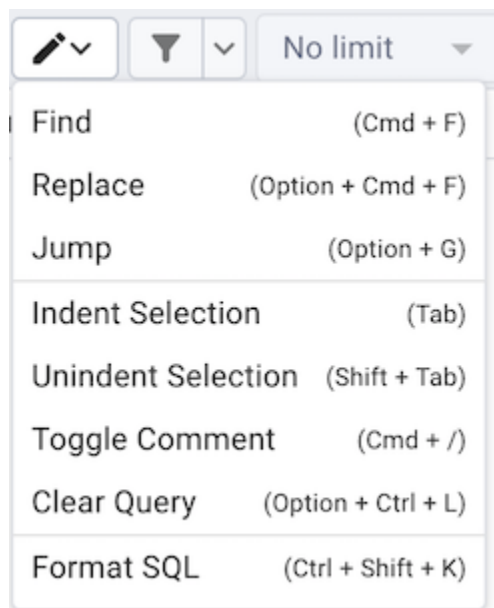 No limit
Find (Cmd + F)
Replace (Option + Cmd + F)
Jump (Option + G)
Indent Selection (Tab)
Unindent Selection (Shift + Tab)
Toggle Comment (Cmd + /)
Clear Query (Option + Ctrl + L)
Format SQL (Ctrl + Shift + K)